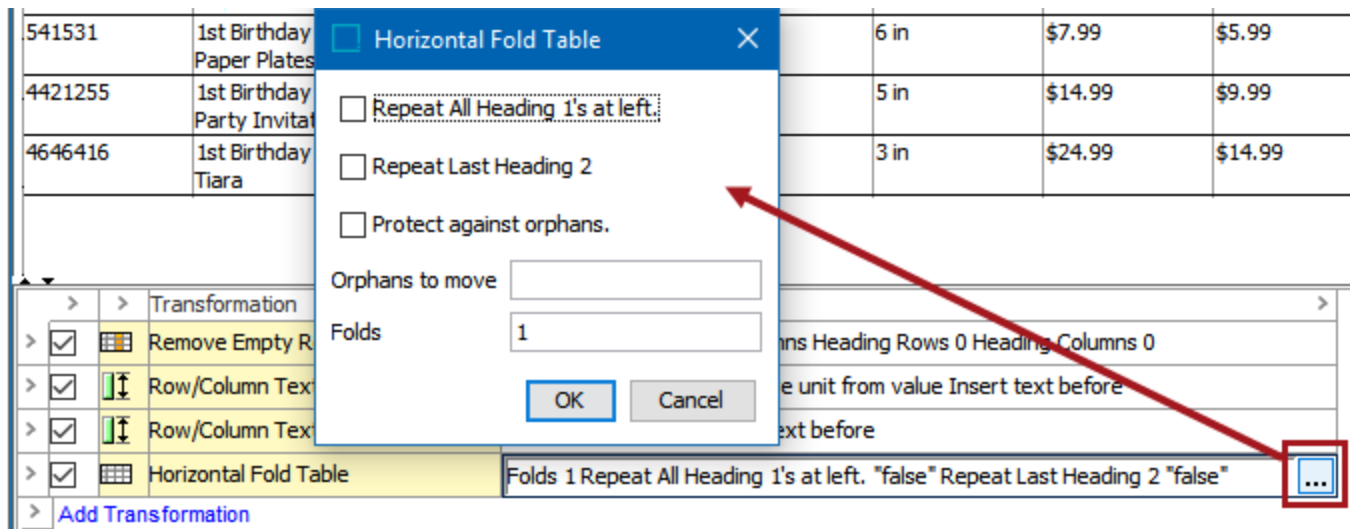 541531 1st Birthday 6 in $7.99 $5.99
Paper Plates
4421255 1st Birthday 5 in $14.99 $9.99
Party Invitat
4646416 1st Birthday 3 in $24.99 $14.99
Tiara
Horizontal Fold Table
Repeat All Heading 1's at left.
Repeat Last Heading 2
Protect against orphans.
Orphans to move
Folds 1
OK Cancel
Transformation
Remove Empty R ns Heading Rows 0 Heading Columns 0
Row/Column Text e unit from value Insert text before
Row/Column Text ext before
Horizontal Fold Table Folds 1 Repeat All Heading 1's at left. "false" Repeat Last Heading 2 "false" ...
Add Transformation